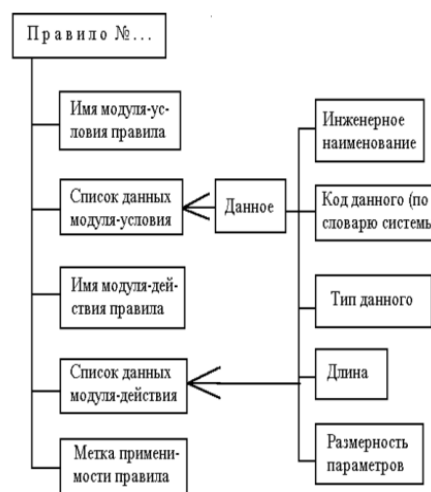 Правило №...
Имя модуля-ус-
ловия правила
Список данных
модуля-условия
Имя модуля-дей-
ствия правила
Список данных
модуля-действия
Метка примени-
мости правила
Данное
Инженерное
наименование
Код данного (по
словарю системы
Тип данного
Длина
Размерность
параметров